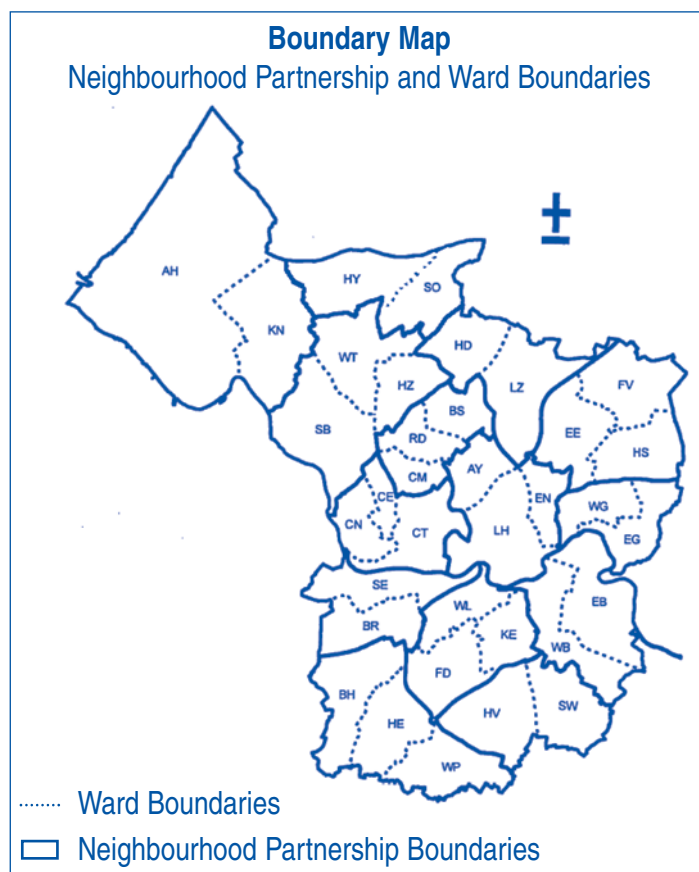 Boundary Map
Neighbourhood Partnership and Ward Boundaries
±
AH
HY
SO
KN
HD
WT
LZ
FV
HZ
BS
SB
RD
EE
HS
CM
AY
CE
EN
WG
CN
CT
LH
EG
SE
WL
EB
BR
KE
WB
FD
BH
HE
HV
SW
WP
Ward Boundaries
Neighbourhood Partnership Boundaries